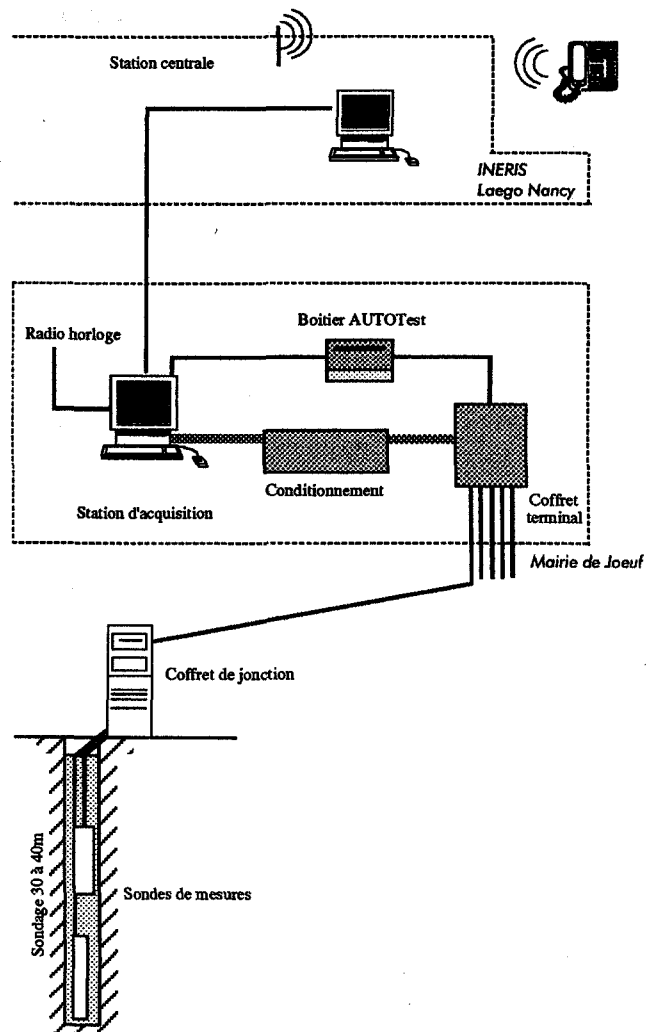 Station centrale
INERIS
Laego Nancy
Radio horloge
Boitier AUTOTest
Conditionnement
Station d'acquisition
Coffret
terminal
Mairie de Joeuf
Coffret de jonction
Sondage 30 à 40m
Sondes de mesures